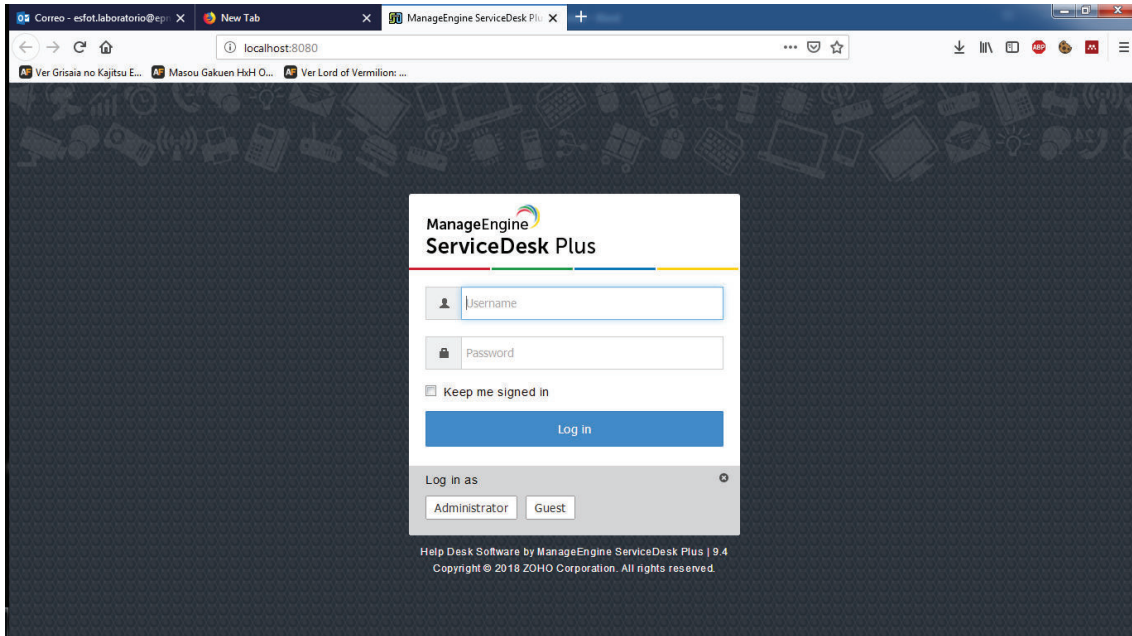 Correo - esfot.laboratorio@epn
New Tab
ManageEngine ServiceDesk Plu
localhost:8080
Ver Grisaia no Kajitsu E...
Masou Gakuen HxH O...
Ver Lord of Vermilion: ...
ManageEngine
ServiceDesk Plus
Username
Password
Keep me signed in
Log in
Log in as
Administrator
Guest
Help Desk Software by ManageEngine ServiceDesk Plus | 9.4
Copyright © 2018 ZOHO Corporation. All rights reserved.